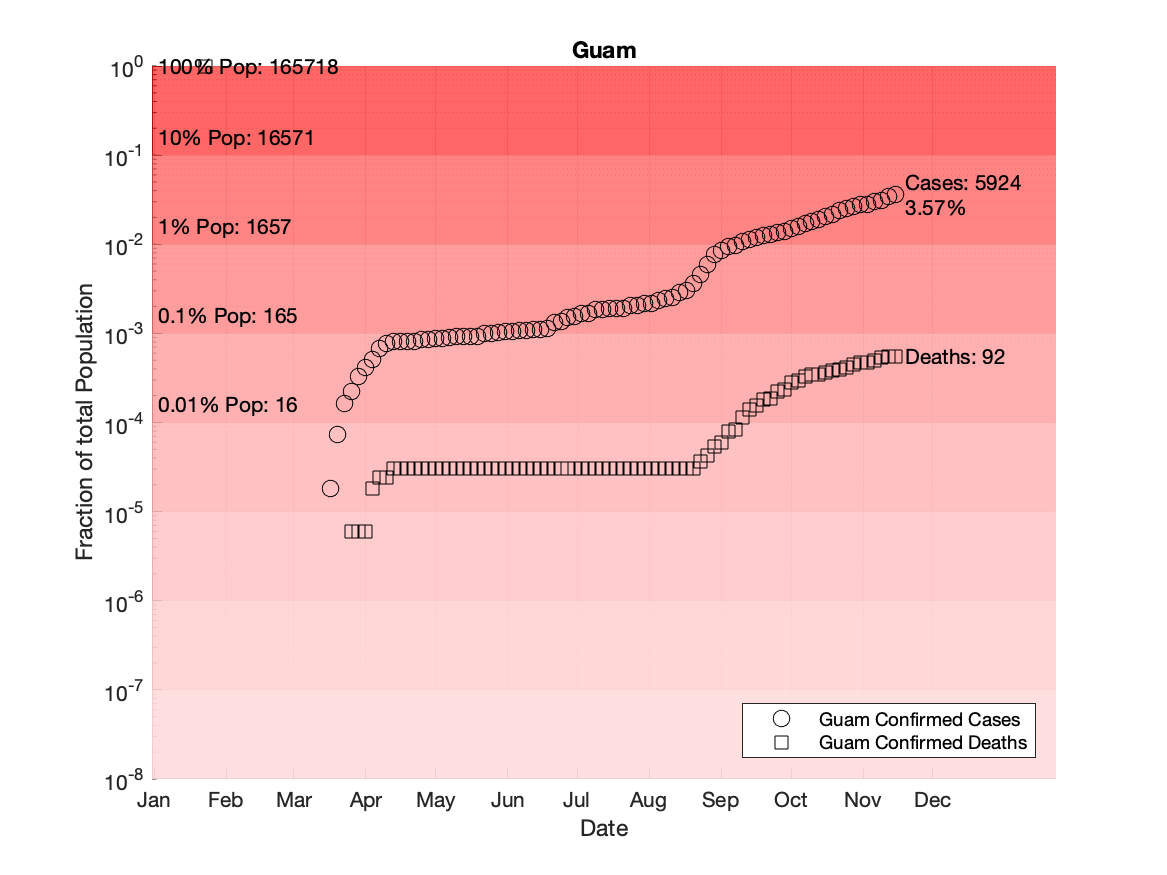 Guam
10^0
100% Pop: 165718
10% Pop: 16571
10^-1
Cases: 5924
3.57%
1% Pop: 1657
10^-2
0.1% Pop: 165
10^-3
Deaths: 92
0.01% Pop: 16
10^-4
10^-5
10^-6
10^-7
10^-8
Fraction of total Population
Guam Confirmed Cases
Guam Confirmed Deaths
Jan Feb Mar Apr May Jun Jul Aug Sep Oct Nov Dec
Date